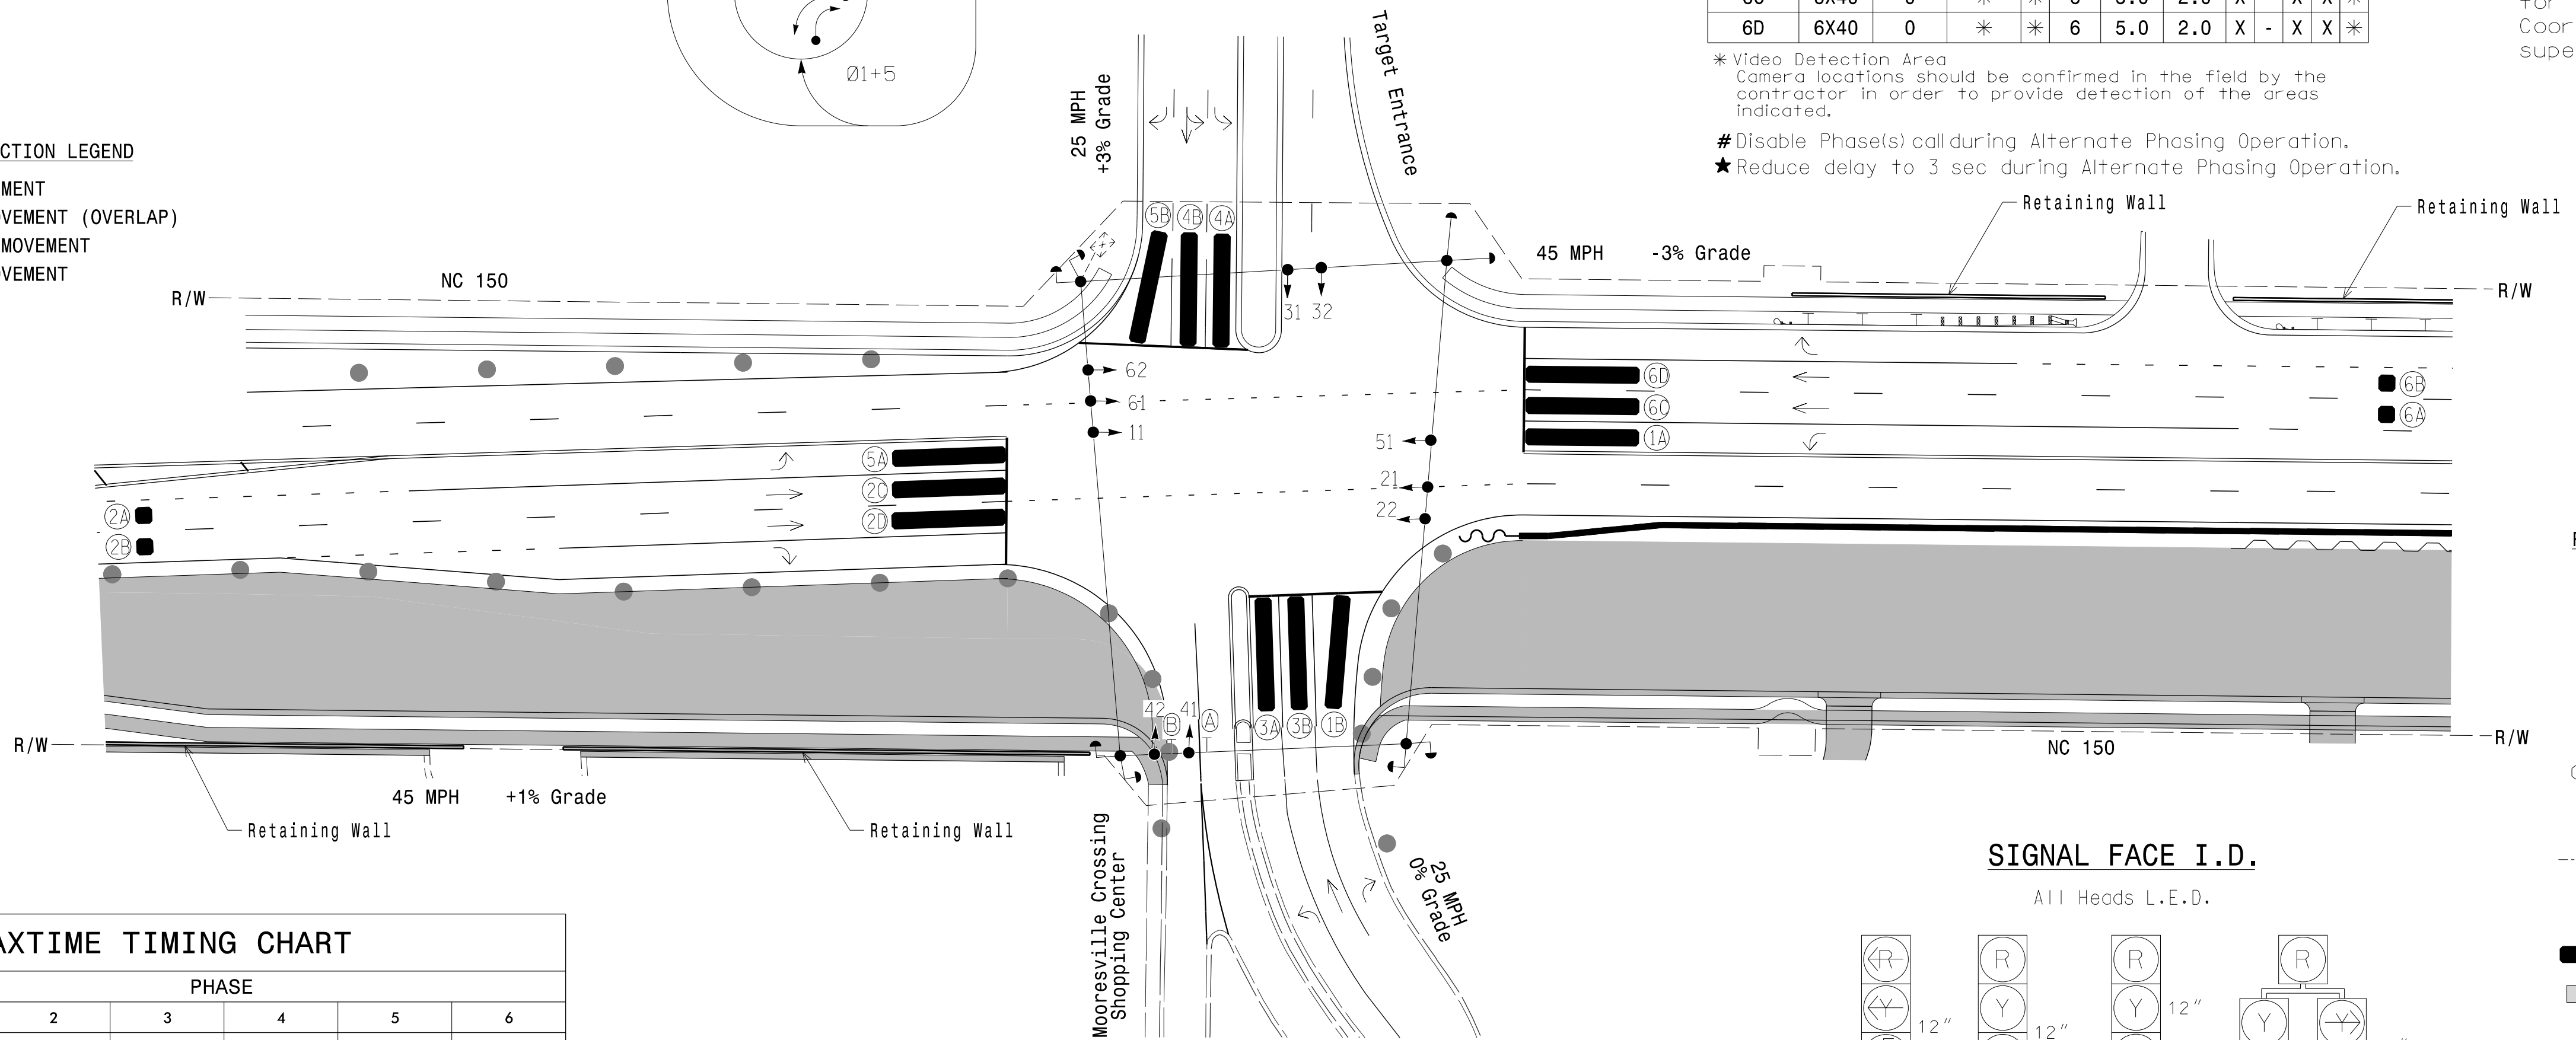 Ø1+5
CTION LEGEND
MENT
VEMENT (OVERLAP)
MOVEMENT
VEMENT
25 MPH
+3% Grade
Target Entrance
6D 6X40 0 * * 6 5.0 2.0 X - X X *
* Video Detection Area
Camera locations should be confirmed in the field by the
contractor in order to provide detection of the areas
indicated.
# Disable Phase(s) call during Alternate Phasing Operation.
★ Reduce delay to 3 sec during Alternate Phasing Operation.
for
Coor
supe
Retaining Wall
Retaining Wall
5B 4B 4A
45 MPH -3% Grade
NC 150
R/W
R/W
31 32
62
61
11
6D
6C
1A
6B
6A
51
21
22
5A
2C
2D
2A
2B
42 B 41 A
3A 3B 1B
R/W
R/W
NC 150
45 MPH +1% Grade
Retaining Wall
Retaining Wall
Mooresville Crossing
Shopping Center
25 MPH
0% Grade
SIGNAL FACE I.D.
All Heads L.E.D.
R R R R
Y Y Y Y Y
12" 12" 12"
AXTIME TIMING CHART
PHASE
2 3 4 5 6